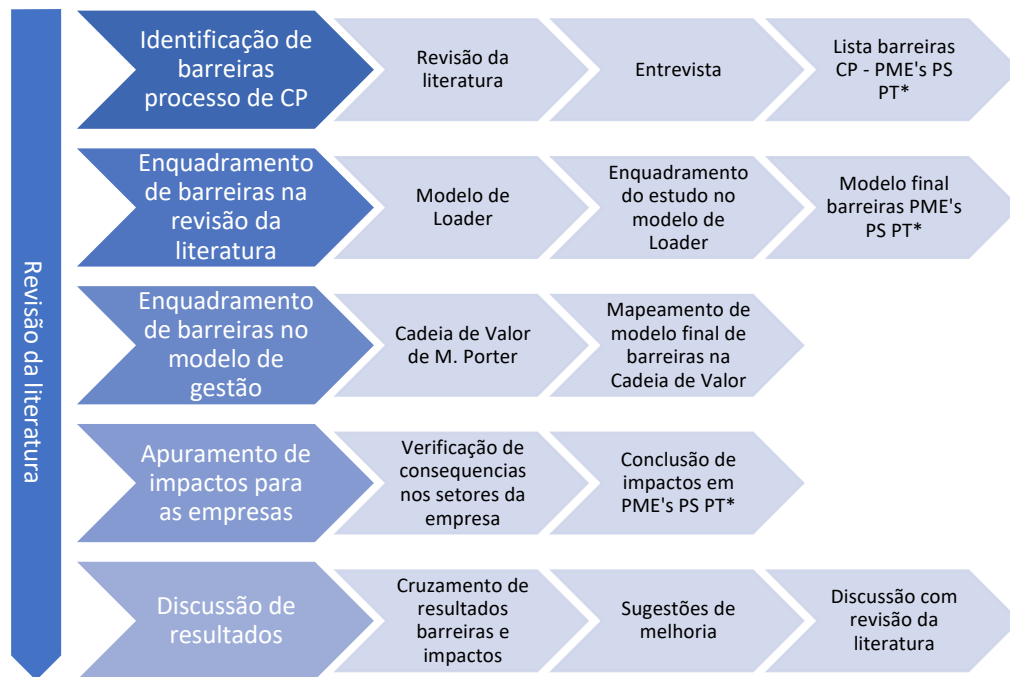 Revisão da literatura
Identificação de
barreiras
processo de CP
Revisão da
literatura
Entrevista
Lista barreiras
CP - PME's PS
PT*
Enquadramento
de barreiras na
revisão da
literatura
Modelo de
Loader
Enquadramento
do estudo no
modelo de
Loader
Modelo final
barreiras PME's
PS PT*
Enquadramento
de barreiras no
modelo de
gestão
Cadeia de Valor
de M. Porter
Mapeamento de
modelo final de
barreiras na
Cadeia de Valor
Apuramento de
impactos para
as empresas
Verificação de
consequencias
nos setores da
empresa
Conclusão de
impactos em
PME's PS PT*
Discussão de
resultados
Cruzamento de
resultados
barreiras e
impactos
Sugestões de
melhoria
Discussão com
revisão da
literatura